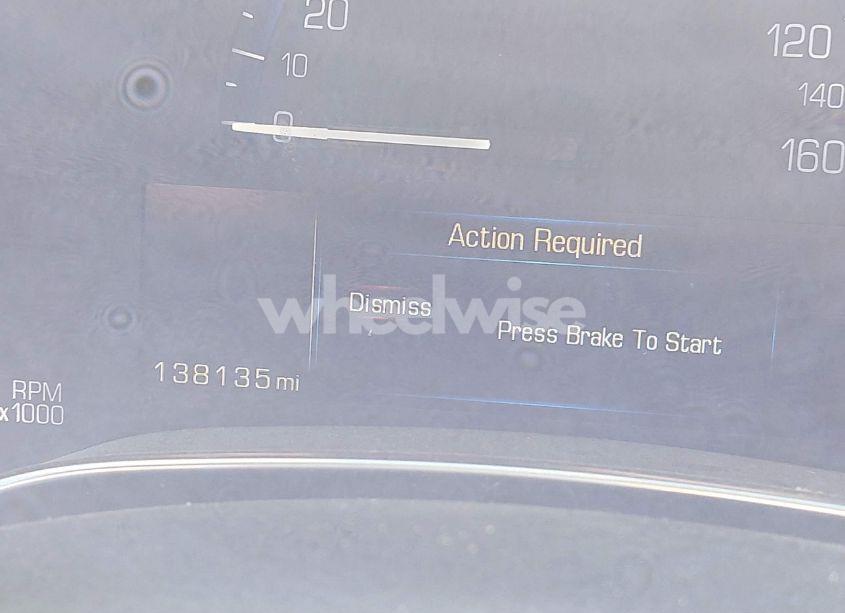 20
120
10
140
0
160
Action Required
Dismiss
wheelwise
Press Brake To Start
138135 mi
RPM
x1000